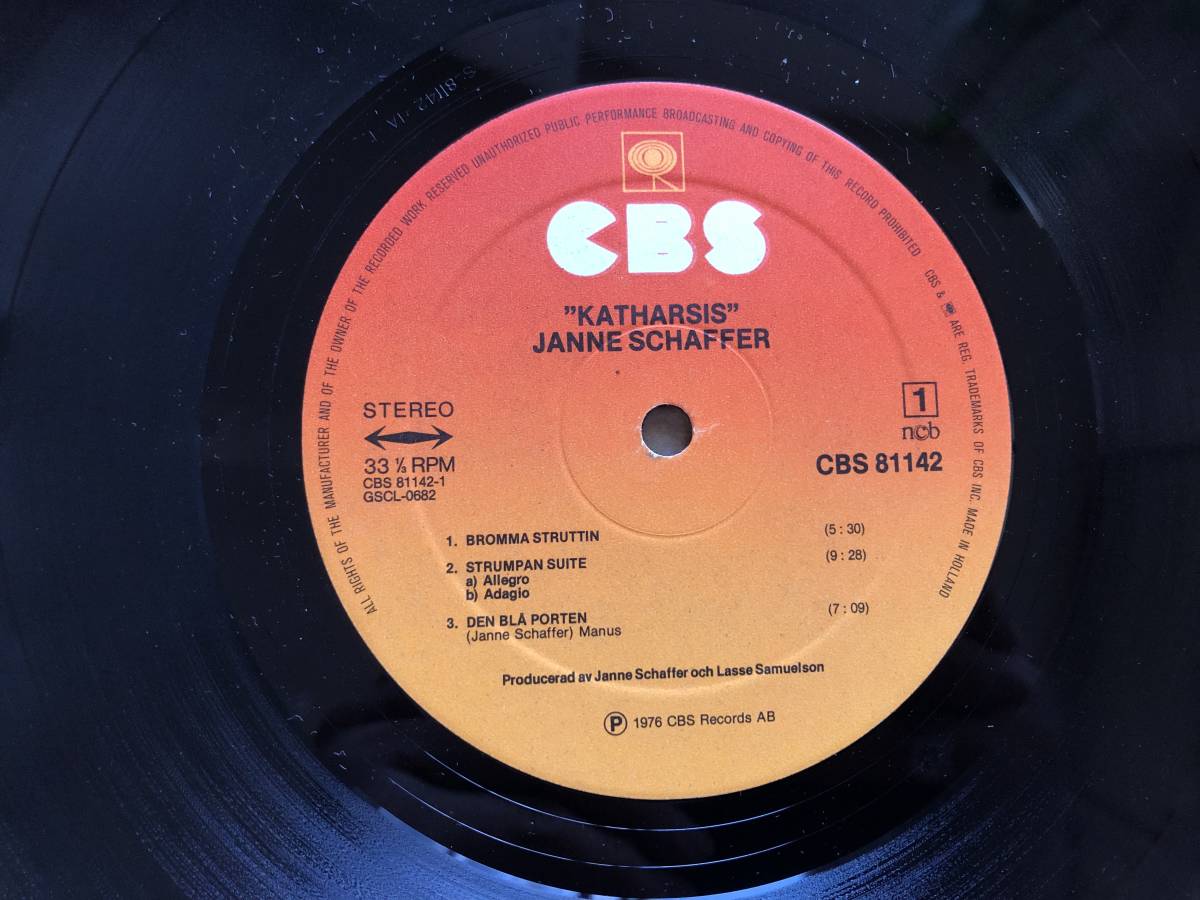 S 81142 1A 1
ALL RIGHTS OF THE MANUFACTURER AND OF THE OWNER OF THE RECORDED WORK RESERVED UNAUTHORIZED PUBLIC PERFORMANCE BROADCASTING AND COPYING OF THIS RECORD PROHIBITED
CBS & ARE REG. TRADEMARKS OF CBS INC. MADE IN HOLLAND
CBS
”KATHARSIS”
JANNE SCHAFFER
STEREO
33 ⅓ RPM
CBS 81142-1
GSCL-0682
1
ncb
CBS 81142
1. BROMMA STRUTTIN (5 : 30)
2. STRUMPAN SUITE (9 : 28)
a) Allegro
b) Adagio
3. DEN BLÅ PORTEN (7 : 09)
(Janne Schaffer) Manus
Producerad av Janne Schaffer och Lasse Samuelson
Ⓟ 1976 CBS Records AB